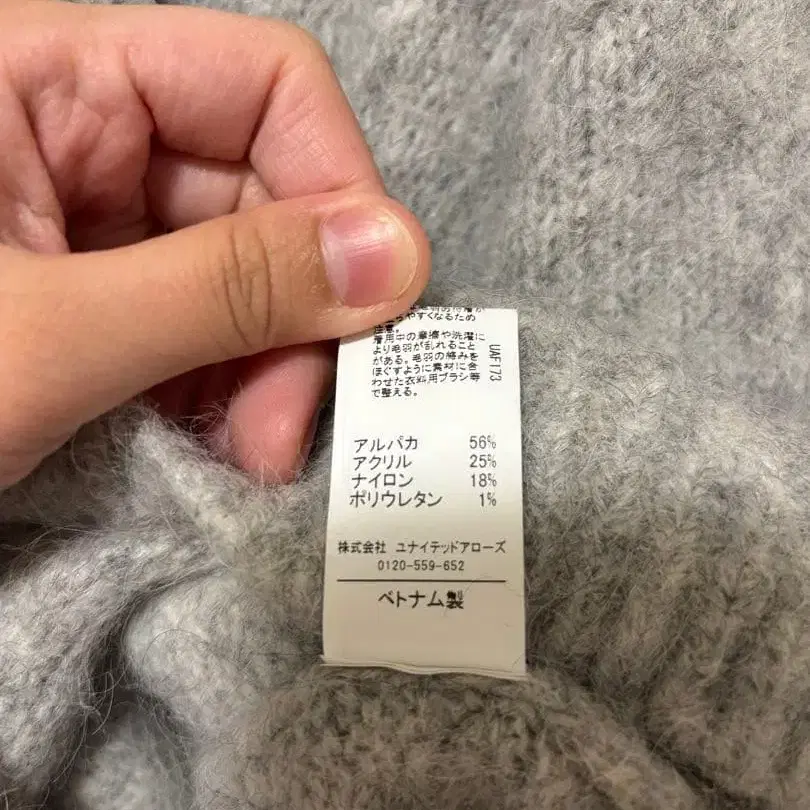 やすくなるため
注意。
着用中の摩擦や洗濯に
より毛羽が乱れること
がある。毛羽の絡みを
ほぐすように素材に合
わせた衣類用ブラシ等
で整える。
UAF173
アルパカ 56%
アクリル 25%
ナイロン 18%
ポリウレタン 1%
株式会社 ユナイテッドアローズ
0120-559-652
ベトナム製